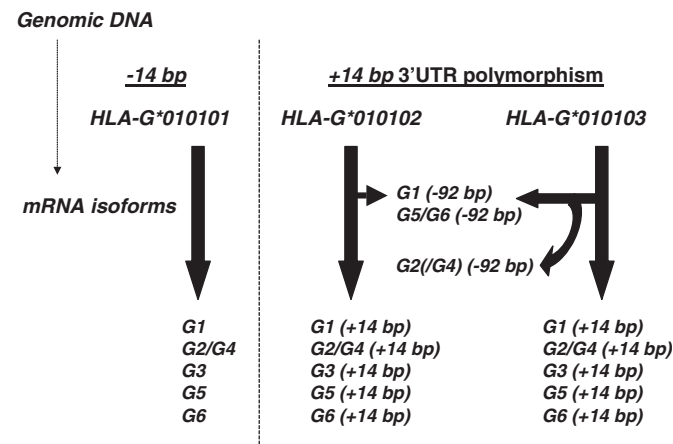 Genomic DNA
-14 bp
+14 bp 3'UTR polymorphism
HLA-G*010101
HLA-G*010102
HLA-G*010103
mRNA isoforms
G1 (-92 bp)
G5/G6 (-92 bp)
G2(/G4) (-92 bp)
G1
G2/G4
G3
G5
G6
G1 (+14 bp)
G2/G4 (+14 bp)
G3 (+14 bp)
G5 (+14 bp)
G6 (+14 bp)
G1 (+14 bp)
G2/G4 (+14 bp)
G3 (+14 bp)
G5 (+14 bp)
G6 (+14 bp)